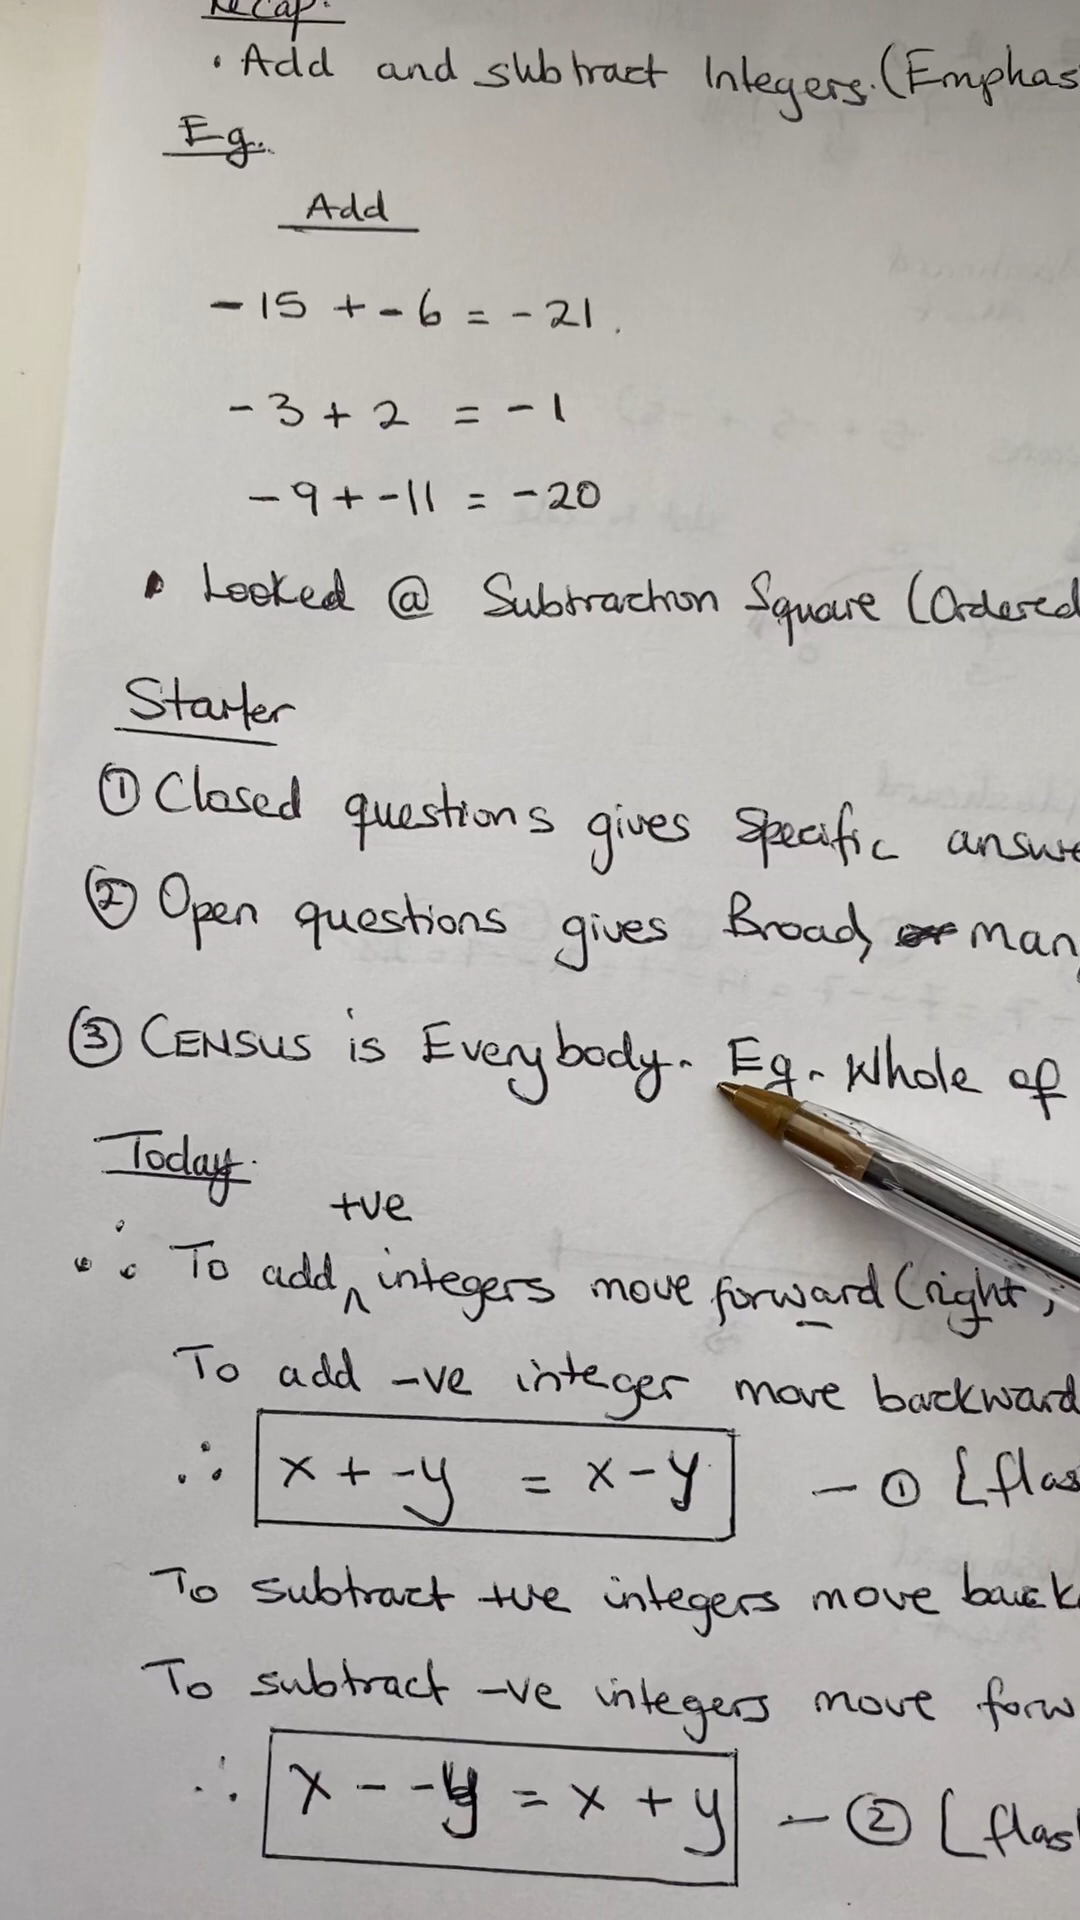 Recap.
• Add and subtract Integers. (Emphas
Eg.
Add
-15 + -6 = -21.
-3 + 2 = -1
-9 + -11 = -20
• Looked @ Subtraction Square (Ordered
Starter
① Closed questions gives specific answe
② Open questions gives Broad, or man
③ CENSUS is Everybody. Eg. Whole of
Today.
+ve
∴ To add ^ integers move forward (right,
To add -ve integer move backward
∴ x + -y = x - y - ① [flas
To subtract +ve integers move back
To subtract -ve integers move forw
∴ x - -y = x + y - ② [flas